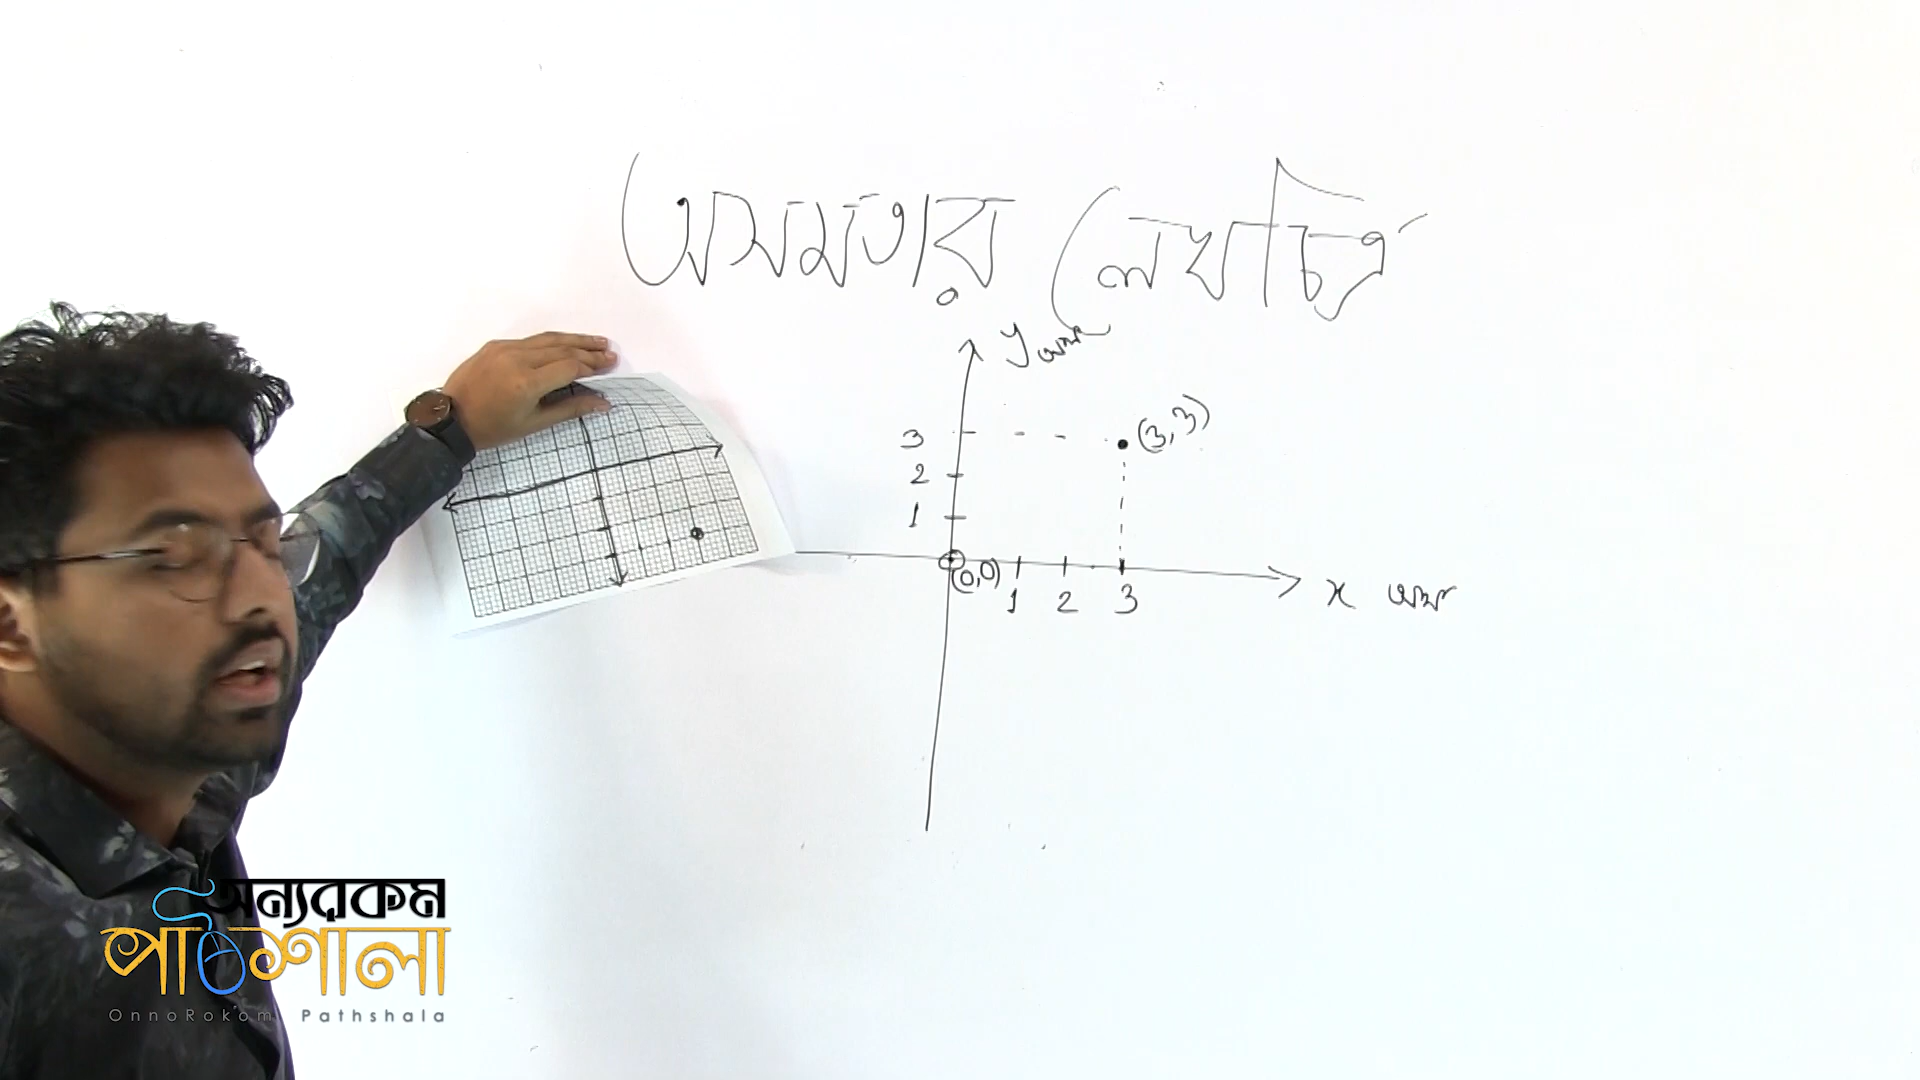 অসমতার লেখচিত্র
y অক্ষ
3
(3,3)
2
1
(0,0)
1 2 3
x অক্ষ
অন্যরকম
পাঠশালা
OnnoRokom Pathshala